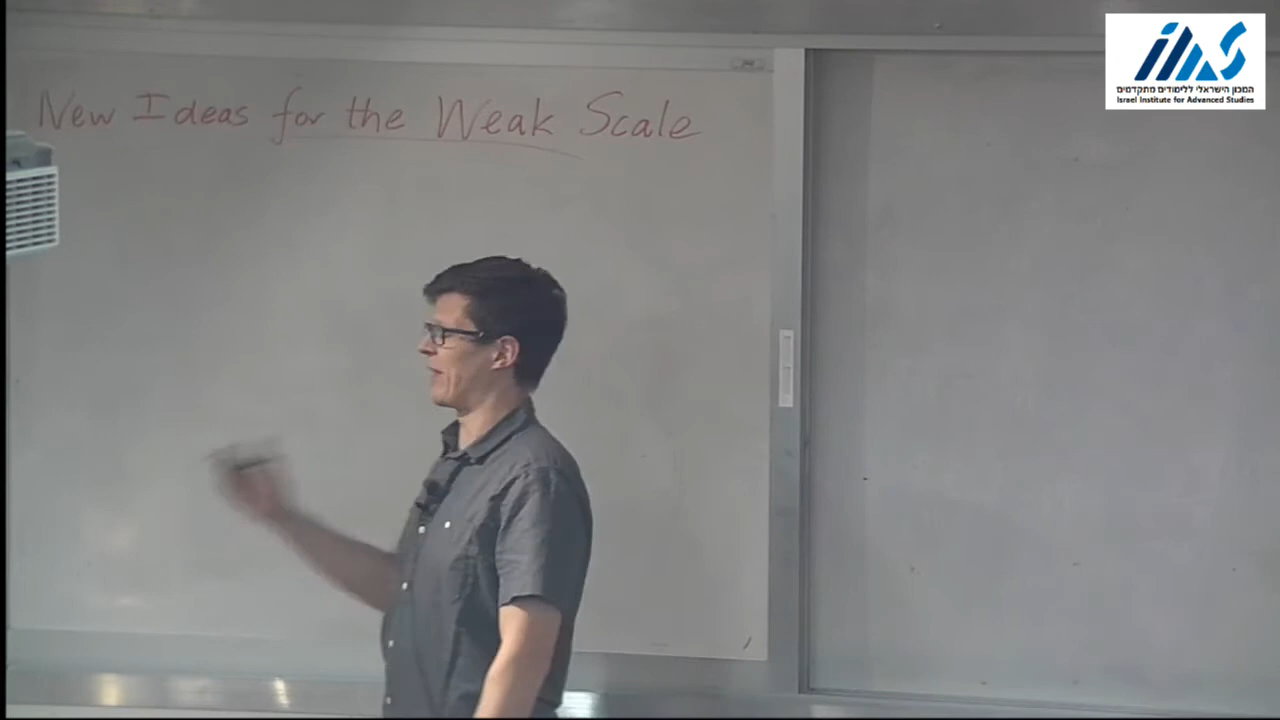 New Ideas for the Weak Scale
המכון הישראלי ללימודים מתקדמים
Israel Institute for Advanced Studies